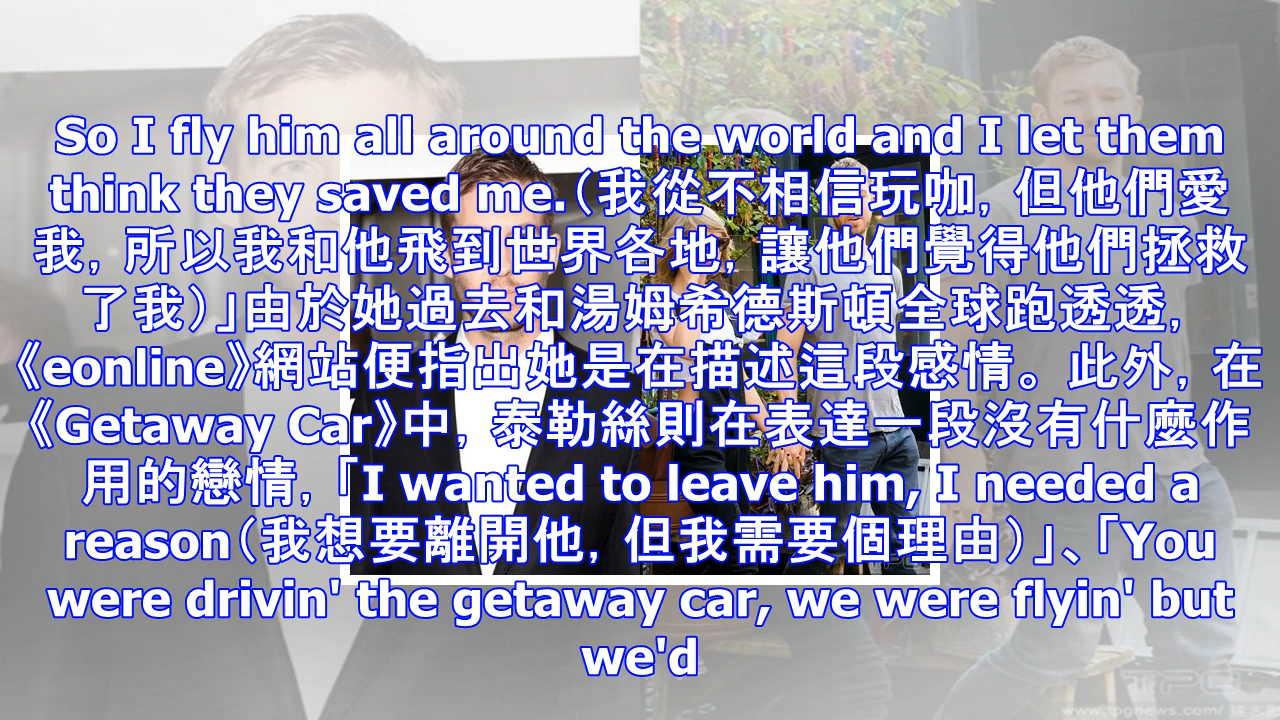 So I fly him all around the world and I let them
think they saved me.(我從不相信玩咖, 但他們愛
我, 所以我和他飛到世界各地, 讓他們覺得他們拯救
了我)」由於她過去和湯姆希德斯頓全球跑透透,
《eonline》網站便指出她是在描述這段感情。此外, 在
《Getaway Car》中, 泰勒絲則在表達一段沒有什麼作
用的戀情,「I wanted to leave him, I needed a
reason(我想要離開他, 但我需要個理由)」、「You
were drivin' the getaway car, we were flyin' but
we'd
TPG
www.tpgnews.com/